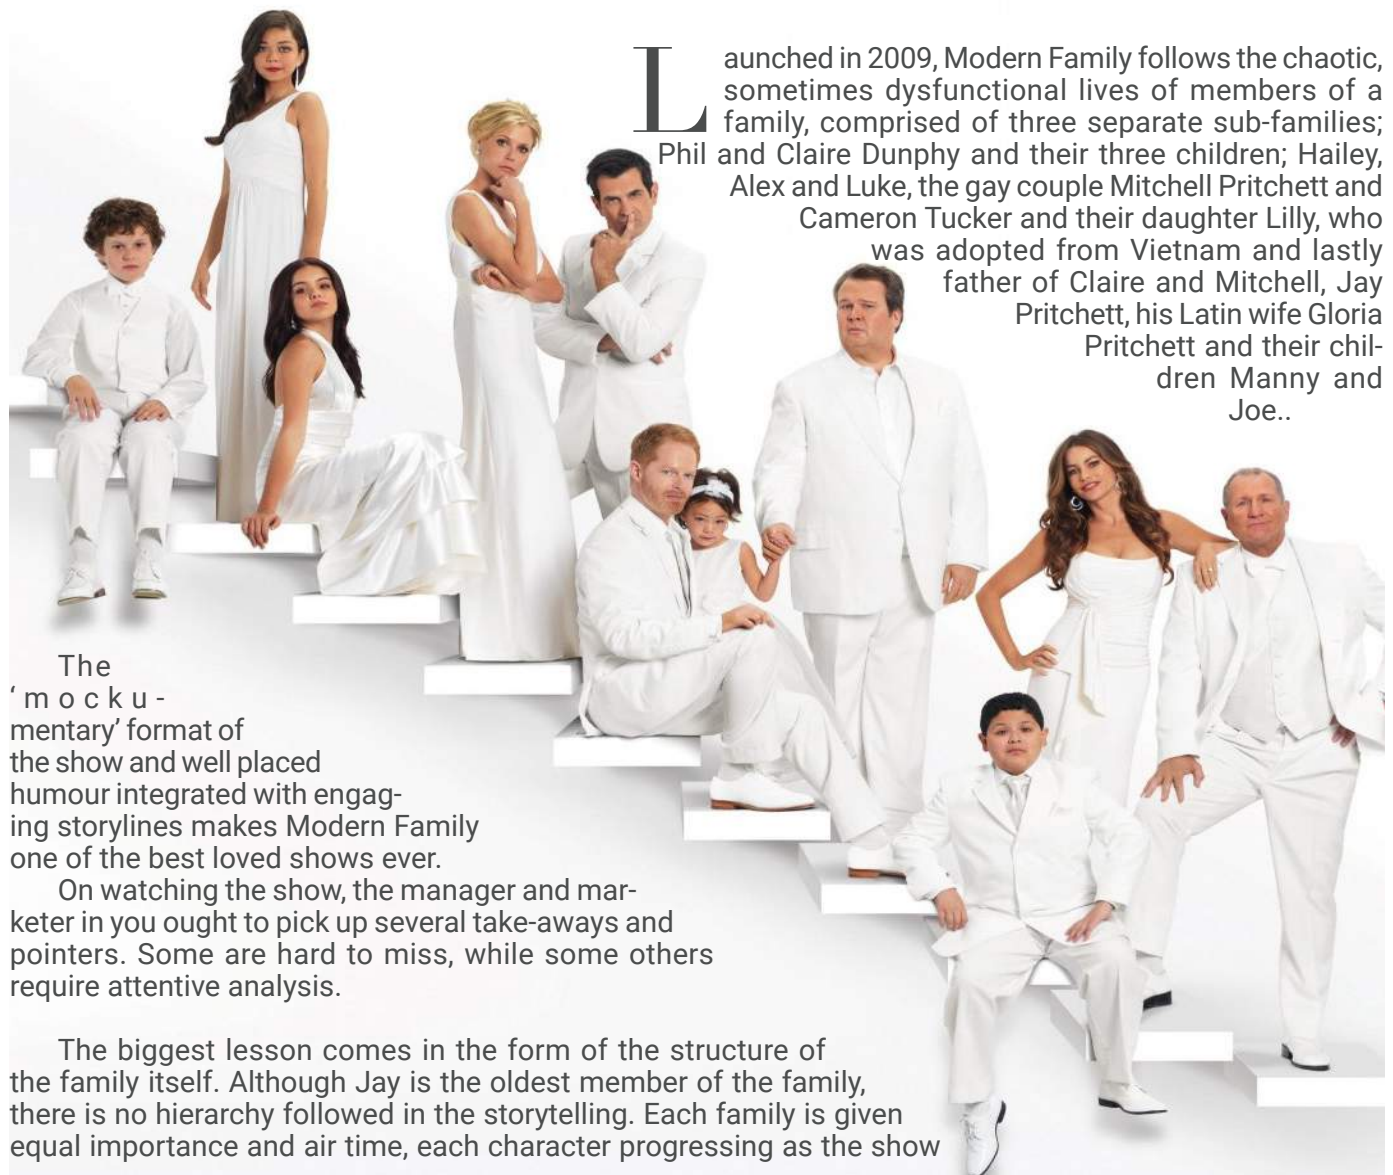 Launched in 2009, Modern Family follows the chaotic,
sometimes dysfunctional lives of members of a
family, comprised of three separate sub-families;
Phil and Claire Dunphy and their three children; Hailey,
Alex and Luke, the gay couple Mitchell Pritchett and
Cameron Tucker and their daughter Lilly, who
was adopted from Vietnam and lastly
father of Claire and Mitchell, Jay
Pritchett, his Latin wife Gloria
Pritchett and their chil-
dren Manny and
Joe..
The
‘mocku-
mentary’ format of
the show and well placed
humour integrated with engag-
ing storylines makes Modern Family
one of the best loved shows ever.
On watching the show, the manager and mar-
keter in you ought to pick up several take-aways and
pointers. Some are hard to miss, while some others
require attentive analysis.
The biggest lesson comes in the form of the structure of
the family itself. Although Jay is the oldest member of the family,
there is no hierarchy followed in the storytelling. Each family is given
equal importance and air time, each character progressing as the show